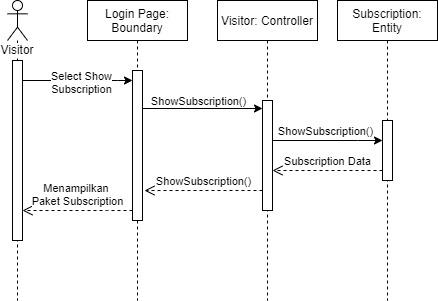 Login Page:
Boundary
Visitor: Controller
Subscription:
Entity
Visitor
Select Show
Subscription
ShowSubscription()
ShowSubscription()
Subscription Data
ShowSubscription()
Menampilkan
Paket Subscription